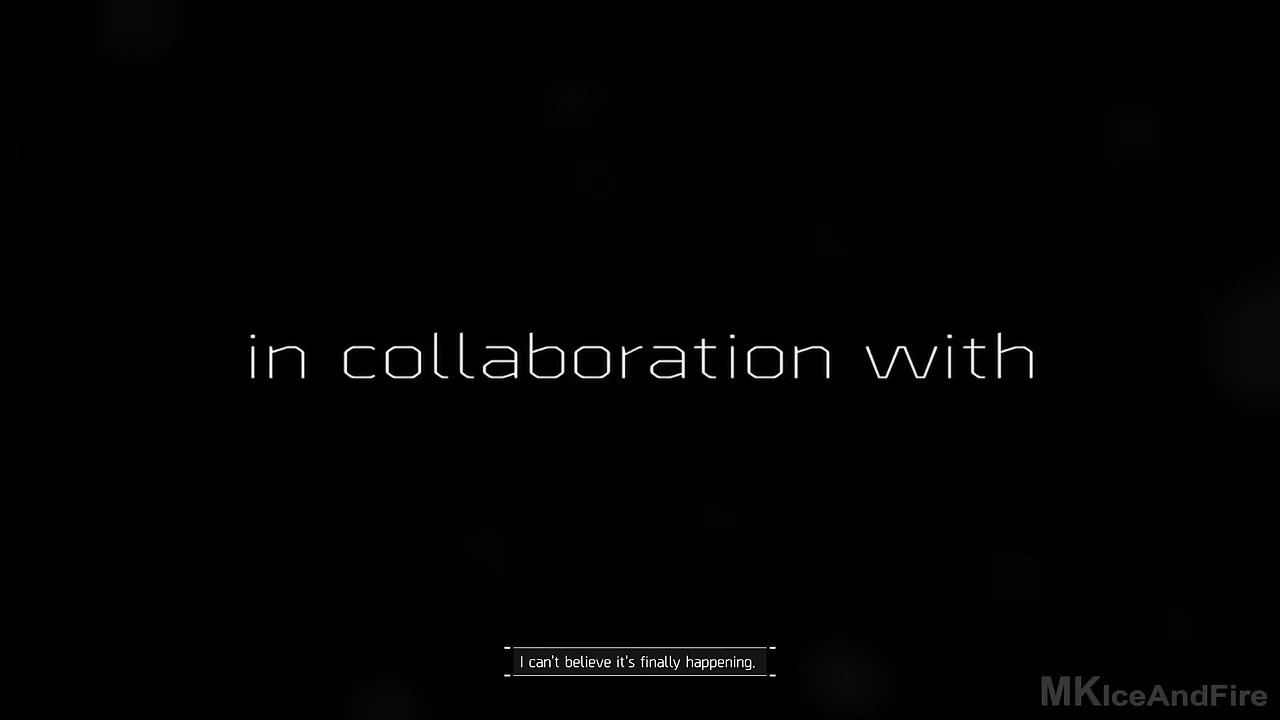 in collaboration with
I can't believe it's finally happening.
MKIceAndFire